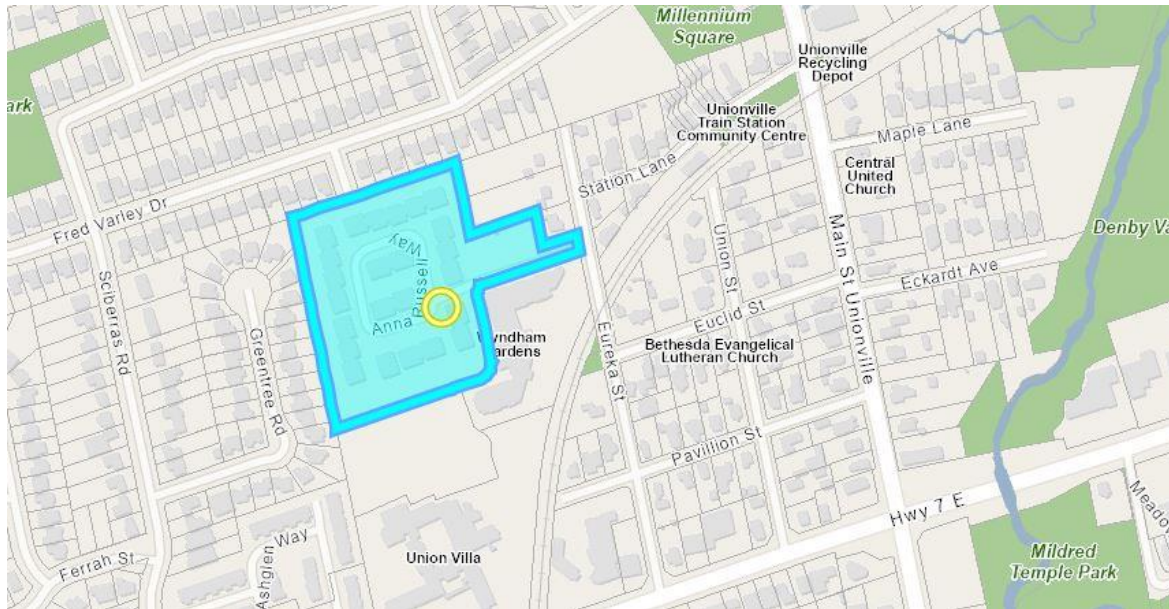 Millennium
Square
Unionville
Recycling
Depot
ark
Unionville
Train Station
Community Centre
Maple Lane
Station Lane
Central
United
Church
Fred Varley Dr
Denby Va
Sciberras Rd
Anna Russell Way
Union St
Main St Unionville
Eckardt Ave
Euclid St
Greentree Rd
Eureka St
yndham
ardens
Bethesda Evangelical
Lutheran Church
Pavillion St
Hwy 7 E
Meadow
Ashglen Way
Ferrah St
Union Villa
Mildred
Temple Park